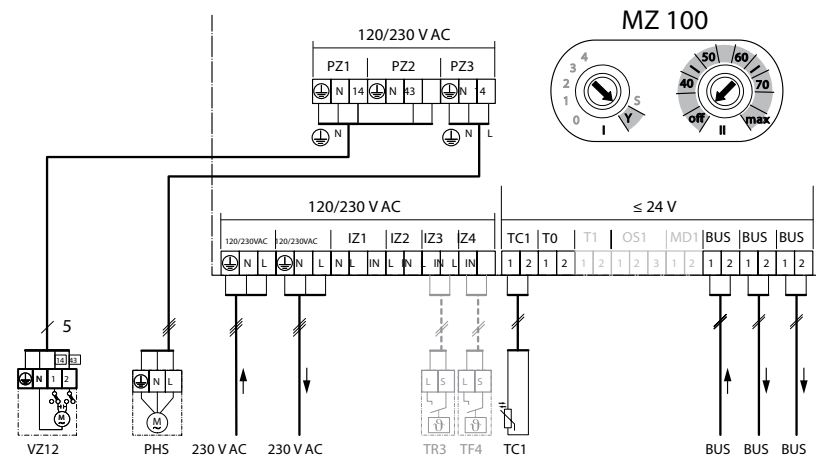 MZ 100
120/230 V AC
PZ1 PZ2 PZ3
N 14 N 43 N 4
N N L
4
3
2
1
0
S
Y
I
50 60
40 70
off max
II
120/230 V AC ≤ 24 V
120/230VAC 120/230VAC IZ1 IZ2 IZ3 IZ4 TC1 T0 T1 OS1 MD1 BUS BUS BUS
N L N L N L IN L IN L IN L IN 1 2 1 2 1 2 1 2 3 1 2 1 2 1 2 1 2
5
14 43
N 1 2 N L L S L S
M M ϑ ϑ
VZ12 PHS 230 V AC 230 V AC TR3 TF4 TC1 BUS BUS BUS